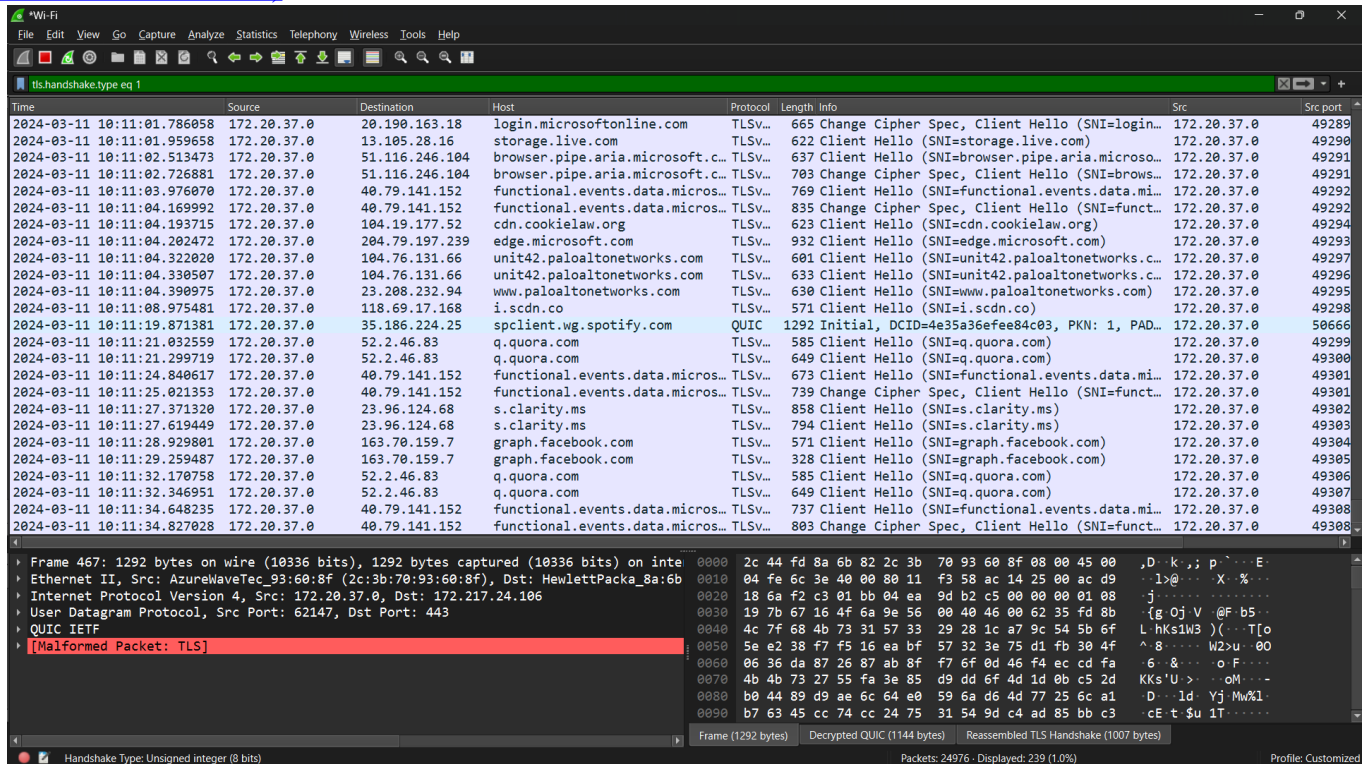 *Wi-Fi
File Edit View Go Capture Analyze Statistics Telephony Wireless Tools Help
tls.handshake.type eq 1
Time Source Destination Host Protocol Length Info Src Src port
2024-03-11 10:11:01.786058 172.20.37.0 20.190.163.18 login.microsoftonline.com TLSv… 665 Change Cipher Spec, Client Hello (SNI=login… 172.20.37.0 49289
2024-03-11 10:11:01.959658 172.20.37.0 13.105.28.16 storage.live.com TLSv… 622 Client Hello (SNI=storage.live.com) 172.20.37.0 49290
2024-03-11 10:11:02.513473 172.20.37.0 51.116.246.104 browser.pipe.aria.microsoft.c… TLSv… 637 Client Hello (SNI=browser.pipe.aria.microso… 172.20.37.0 49291
2024-03-11 10:11:02.726881 172.20.37.0 51.116.246.104 browser.pipe.aria.microsoft.c… TLSv… 703 Change Cipher Spec, Client Hello (SNI=brows… 172.20.37.0 49291
2024-03-11 10:11:03.976070 172.20.37.0 40.79.141.152 functional.events.data.micros… TLSv… 769 Client Hello (SNI=functional.events.data.mi… 172.20.37.0 49292
2024-03-11 10:11:04.169992 172.20.37.0 40.79.141.152 functional.events.data.micros… TLSv… 835 Change Cipher Spec, Client Hello (SNI=funct… 172.20.37.0 49292
2024-03-11 10:11:04.193715 172.20.37.0 104.19.177.52 cdn.cookielaw.org TLSv… 623 Client Hello (SNI=cdn.cookielaw.org) 172.20.37.0 49294
2024-03-11 10:11:04.202472 172.20.37.0 204.79.197.239 edge.microsoft.com TLSv… 932 Client Hello (SNI=edge.microsoft.com) 172.20.37.0 49293
2024-03-11 10:11:04.322020 172.20.37.0 104.76.131.66 unit42.paloaltonetworks.com TLSv… 601 Client Hello (SNI=unit42.paloaltonetworks.c… 172.20.37.0 49297
2024-03-11 10:11:04.330507 172.20.37.0 104.76.131.66 unit42.paloaltonetworks.com TLSv… 633 Client Hello (SNI=unit42.paloaltonetworks.c… 172.20.37.0 49296
2024-03-11 10:11:04.390975 172.20.37.0 23.208.232.94 www.paloaltonetworks.com TLSv… 630 Client Hello (SNI=www.paloaltonetworks.com) 172.20.37.0 49295
2024-03-11 10:11:08.975481 172.20.37.0 118.69.17.168 i.scdn.co TLSv… 571 Client Hello (SNI=i.scdn.co) 172.20.37.0 49298
2024-03-11 10:11:19.871381 172.20.37.0 35.186.224.25 spclient.wg.spotify.com QUIC 1292 Initial, DCID=4e35a36efee84c03, PKN: 1, PAD… 172.20.37.0 50666
2024-03-11 10:11:21.032559 172.20.37.0 52.2.46.83 q.quora.com TLSv… 585 Client Hello (SNI=q.quora.com) 172.20.37.0 49299
2024-03-11 10:11:21.299719 172.20.37.0 52.2.46.83 q.quora.com TLSv… 649 Client Hello (SNI=q.quora.com) 172.20.37.0 49300
2024-03-11 10:11:24.840617 172.20.37.0 40.79.141.152 functional.events.data.micros… TLSv… 673 Client Hello (SNI=functional.events.data.mi… 172.20.37.0 49301
2024-03-11 10:11:25.021353 172.20.37.0 40.79.141.152 functional.events.data.micros… TLSv… 739 Change Cipher Spec, Client Hello (SNI=funct… 172.20.37.0 49301
2024-03-11 10:11:27.371320 172.20.37.0 23.96.124.68 s.clarity.ms TLSv… 858 Client Hello (SNI=s.clarity.ms) 172.20.37.0 49302
2024-03-11 10:11:27.619449 172.20.37.0 23.96.124.68 s.clarity.ms TLSv… 794 Client Hello (SNI=s.clarity.ms) 172.20.37.0 49303
2024-03-11 10:11:28.929801 172.20.37.0 163.70.159.7 graph.facebook.com TLSv… 571 Client Hello (SNI=graph.facebook.com) 172.20.37.0 49304
2024-03-11 10:11:29.259487 172.20.37.0 163.70.159.7 graph.facebook.com TLSv… 328 Client Hello (SNI=graph.facebook.com) 172.20.37.0 49305
2024-03-11 10:11:32.170758 172.20.37.0 52.2.46.83 q.quora.com TLSv… 585 Client Hello (SNI=q.quora.com) 172.20.37.0 49306
2024-03-11 10:11:32.346951 172.20.37.0 52.2.46.83 q.quora.com TLSv… 649 Client Hello (SNI=q.quora.com) 172.20.37.0 49307
2024-03-11 10:11:34.648235 172.20.37.0 40.79.141.152 functional.events.data.micros… TLSv… 737 Client Hello (SNI=functional.events.data.mi… 172.20.37.0 49308
2024-03-11 10:11:34.827028 172.20.37.0 40.79.141.152 functional.events.data.micros… TLSv… 803 Change Cipher Spec, Client Hello (SNI=funct… 172.20.37.0 49308
Frame 467: 1292 bytes on wire (10336 bits), 1292 bytes captured (10336 bits) on inte
Ethernet II, Src: AzureWaveTec_93:60:8f (2c:3b:70:93:60:8f), Dst: HewlettPacka_8a:6b
Internet Protocol Version 4, Src: 172.20.37.0, Dst: 172.217.24.106
User Datagram Protocol, Src Port: 62147, Dst Port: 443
QUIC IETF
[Malformed Packet: TLS]
0000 2c 44 fd 8a 6b 82 2c 3b 70 93 60 8f 08 00 45 00 ,D··k·,; p·`···E·
0010 04 fe 6c 3e 40 00 80 11 f3 58 ac 14 25 00 ac d9 ··l>@··· ·X··%···
0020 18 6a f2 c3 01 bb 04 ea 9d b2 c5 00 00 00 01 08 ·j······ ········
0030 19 7b 67 16 4f 6a 9e 56 00 40 46 00 62 35 fd 8b ·{g·Oj·V ·@F·b5··
0040 4c 7f 68 4b 73 31 57 33 29 28 1c a7 9c 54 5b 6f L·hKs1W3 )(···T[o
0050 5e e2 38 f7 f5 16 ea bf 57 32 3e 75 d1 fb 30 4f ^·8····· W2>u··0O
0060 06 36 da 87 26 87 ab 8f f7 6f 0d 46 f4 ec cd fa ·6··&··· ·o·F····
0070 4b 4b 73 27 55 fa 3e 85 d9 dd 6f 4d 1d 0b c5 2d KKs'U·>· ··oM···-
0080 b0 44 89 d9 ae 6c 64 e0 59 6a d6 4d 77 25 6c a1 ·D···ld· Yj·Mw%l·
0090 b7 63 45 cc 74 cc 24 75 31 54 9d c4 ad 85 bb c3 ·cE·t·$u 1T······
Frame (1292 bytes) Decrypted QUIC (1144 bytes) Reassembled TLS Handshake (1007 bytes)
Handshake Type: Unsigned integer (8 bits) Packets: 24976 · Displayed: 239 (1.0%) Profile: Customized